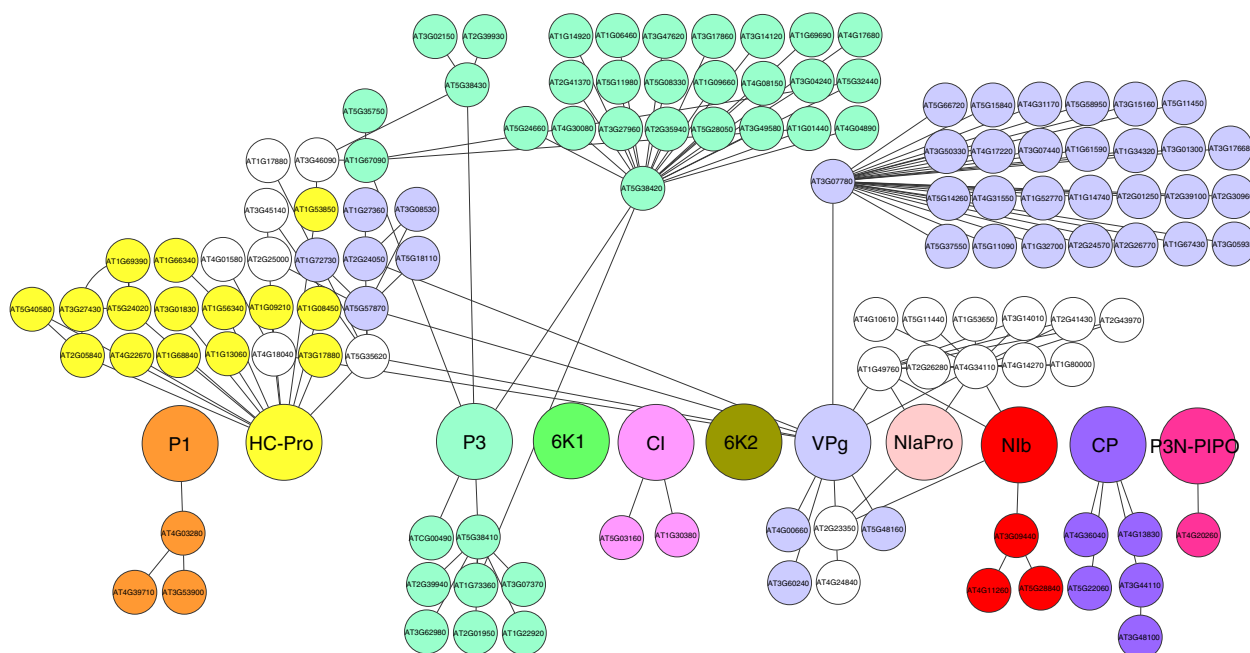 AT3G02150 AT2G39930 AT1G14920 AT1G06460 AT3G47620 AT3G17860 AT3G14120 AT1G69690 AT4G17680
AT5G38430 AT2G41370 AT5G11980 AT5G08330 AT1G09660 AT4G08150 AT3G04240 AT5G32440
AT5G35750 AT5G66720 AT5G15840 AT4G31170 AT5G58950 AT3G15160 AT5G11450
AT5G24660 AT4G30080 AT3G27960 AT2G35940 AT5G28050 AT3G49580 AT1G01440 AT4G04890
AT1G17880 AT3G46090 AT1G67090 AT3G50330 AT4G17220 AT3G07440 AT1G61590 AT1G34320 AT3G01300 AT3G1766
AT5G38420 AT3G07780
AT3G45140 AT1G53850 AT1G27360 AT3G08530 AT5G14260 AT4G31550 AT1G52770 AT1G14740 AT2G01250 AT2G39100 AT2G3096
AT5G37550 AT5G11090 AT1G32700 AT2G24570 AT2G26770 AT1G67430 AT3G0593
AT1G69390 AT1G66340 AT4G01580 AT2G25000 AT1G72730 AT2G24050 AT5G18110
AT5G40580 AT3G27430 AT5G24020 AT3G01830 AT1G56340 AT1G09210 AT1G08450 AT5G57870
AT4G10610 AT5G11440 AT1G53650 AT3G14010 AT2G41430 AT2G43970
AT2G05840 AT4G22670 AT1G68840 AT1G13060 AT4G18040 AT3G17880 AT5G35620
AT1G49760 AT2G26280 AT4G34110 AT4G14270 AT1G80000
P1 HC-Pro P3 6K1 CI 6K2 VPg NIaPro NIb CP P3N-PIPO
AT4G03280 ATCG00490 AT5G38410 AT5G03160 AT1G30380 AT4G00660 AT2G23350 AT5G48160 AT3G09440 AT4G36040 AT4G13830 AT4G20260
AT4G39710 AT3G53900 AT2G39940 AT1G73360 AT3G07370 AT3G60240 AT4G24840 AT4G11260 AT5G28840 AT5G22060 AT3G44110
AT3G62980 AT2G01950 AT1G22920 AT3G48100